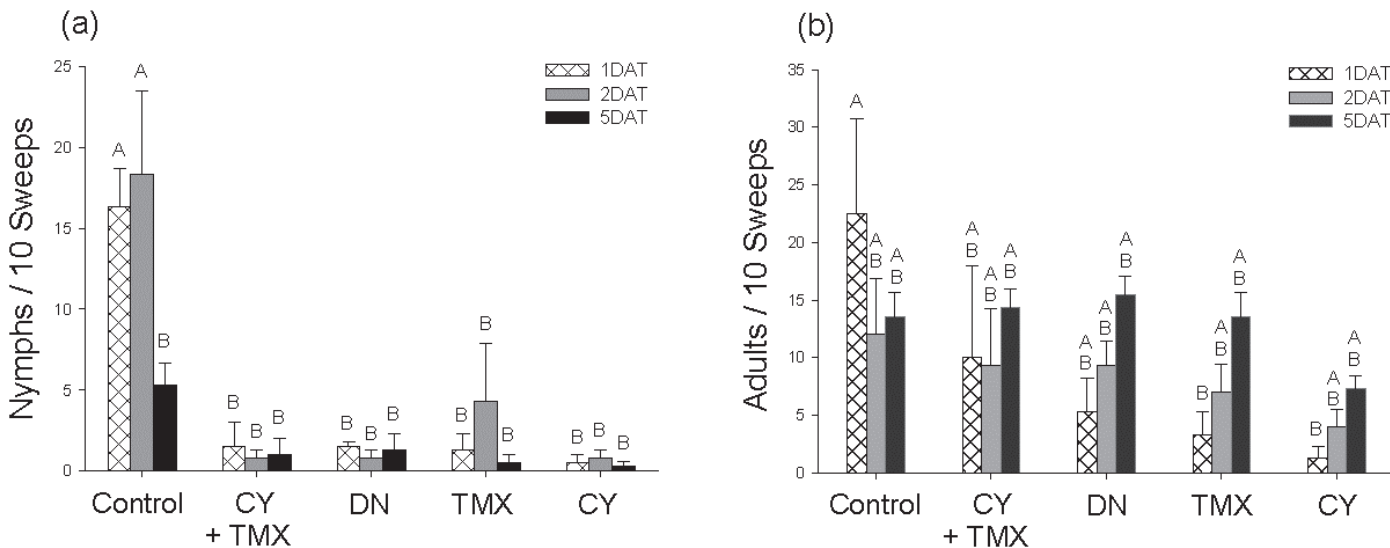 (a)
Nymphs / 10 Sweeps
25
20
15
10
5
0
1DAT
2DAT
5DAT
A
A
B
B
B
B
B
B
B
B
B
B
B
B
B
Control
CY
+ TMX
DN
TMX
CY
(b)
Adults / 10 Sweeps
35
30
25
20
15
10
5
0
1DAT
2DAT
5DAT
A
A
B
A
B
A
B
A
B
A
B
A
B
A
B
A
B
B
A
B
A
B
B
A
B
A
B
Control
CY
+ TMX
DN
TMX
CY